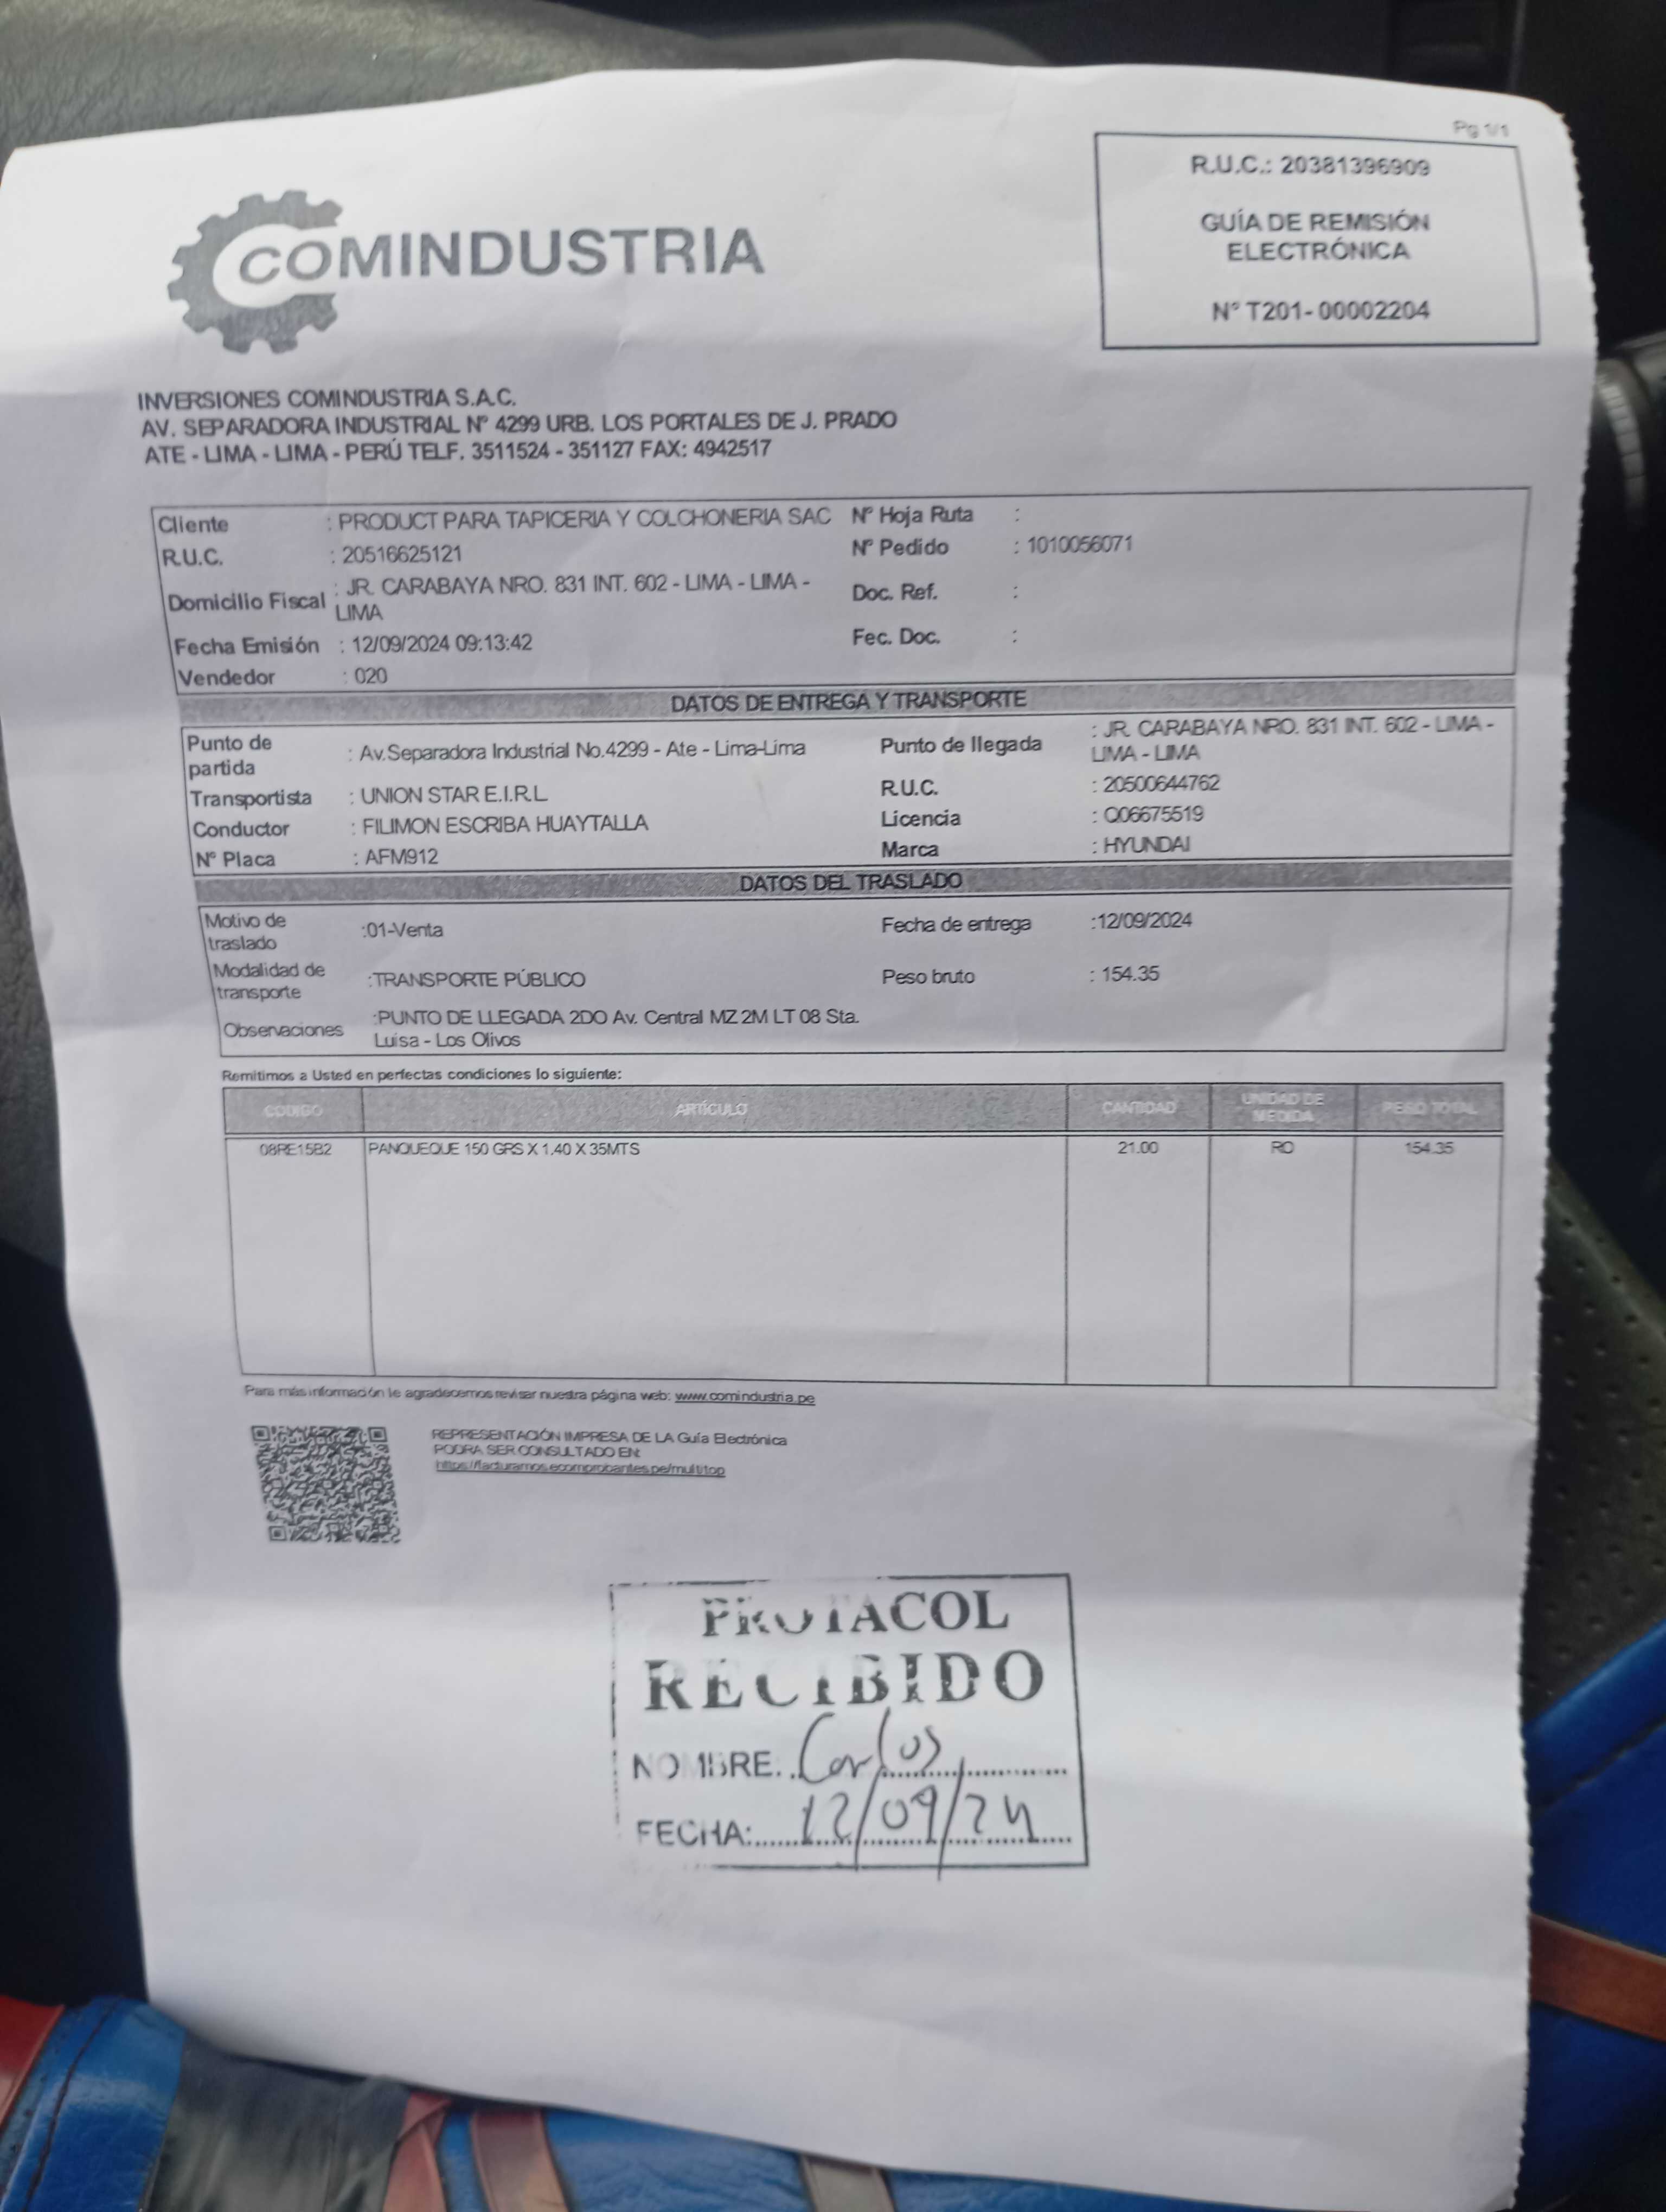 Pg 1/1
R.U.C.: 20381396909
GUÍA DE REMISIÓN
ELECTRÓNICA
N° T201- 00002204
COMINDUSTRIA
INVERSIONES COMINDUSTRIA S.A.C.
AV. SEPARADORA INDUSTRIAL N° 4299 URB. LOS PORTALES DE J. PRADO
ATE - LIMA - LIMA - PERÚ TELF. 3511524 - 351127 FAX: 4942517
Cliente : PRODUCT PARA TAPICERIA Y COLCHONERIA SAC N° Hoja Ruta :
R.U.C. : 20516625121 N° Pedido : 1010056071
Domicilio Fiscal : JR. CARABAYA NRO. 831 INT. 602 - LIMA - LIMA - Doc. Ref. :
LIMA
Fecha Emisión : 12/09/2024 09:13:42 Fec. Doc. :
Vendedor : 020
DATOS DE ENTREGA Y TRANSPORTE
Punto de partida : Av.Separadora Industrial No.4299 - Ate - Lima-Lima Punto de llegada : JR. CARABAYA NRO. 831 INT. 602 - LIMA -
LIMA - LIMA
Transportista : UNION STAR E.I.R.L R.U.C. : 20500644762
Conductor : FILIMON ESCRIBA HUAYTALLA Licencia : Q06675519
N° Placa : AFM912 Marca : HYUNDAI
DATOS DEL TRASLADO
Motivo de traslado :01-Venta Fecha de entrega :12/09/2024
Modalidad de transporte :TRANSPORTE PÚBLICO Peso bruto : 154.35
Observaciones :PUNTO DE LLEGADA 2DO Av. Central MZ 2M LT 08 Sta.
Luisa - Los Olivos
Remitimos a Usted en perfectas condiciones lo siguiente:
CODIGO ARTÍCULO CANTIDAD UNIDAD DE MEDIDA PESO TOTAL
08RE15B2 PANQUEQUE 150 GRS X 1.40 X 35MTS 21.00 RO 154.35
Para más información le agradecemos revisar nuestra página web: www.comindustria.pe
REPRESENTACIÓN IMPRESA DE LA Guía Electrónica
PODRA SER CONSULTADO EN:
https://facturamos.ecomprobantes.pe/multitop
PROTACOL
RECIBIDO
NOMBRE: Carlos
FECHA: 12/09/24